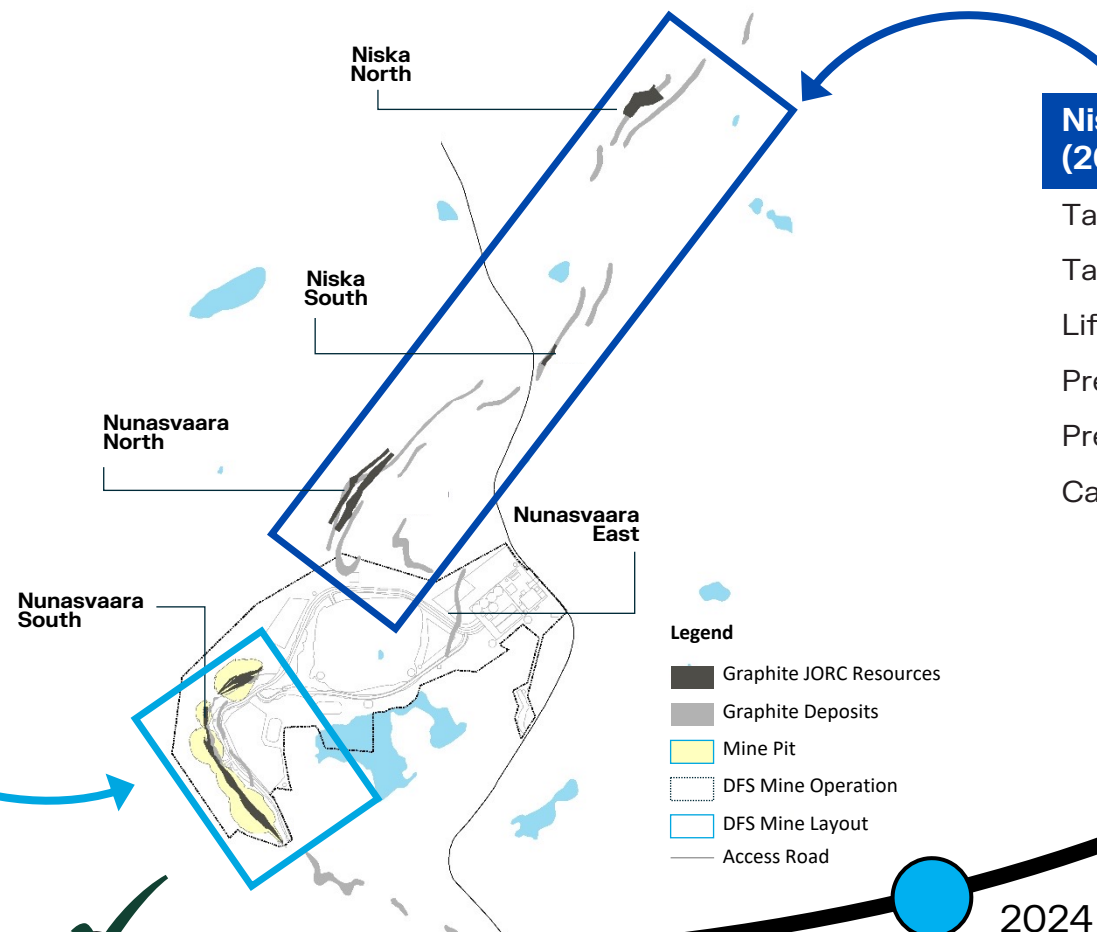 Niska
North
Niska
South
Nunasvaara
North
Nunasvaara
East
Nunasvaara
South
Legend
Graphite JORC Resources
Graphite Deposits
Mine Pit
DFS Mine Operation
DFS Mine Layout
Access Road
2024